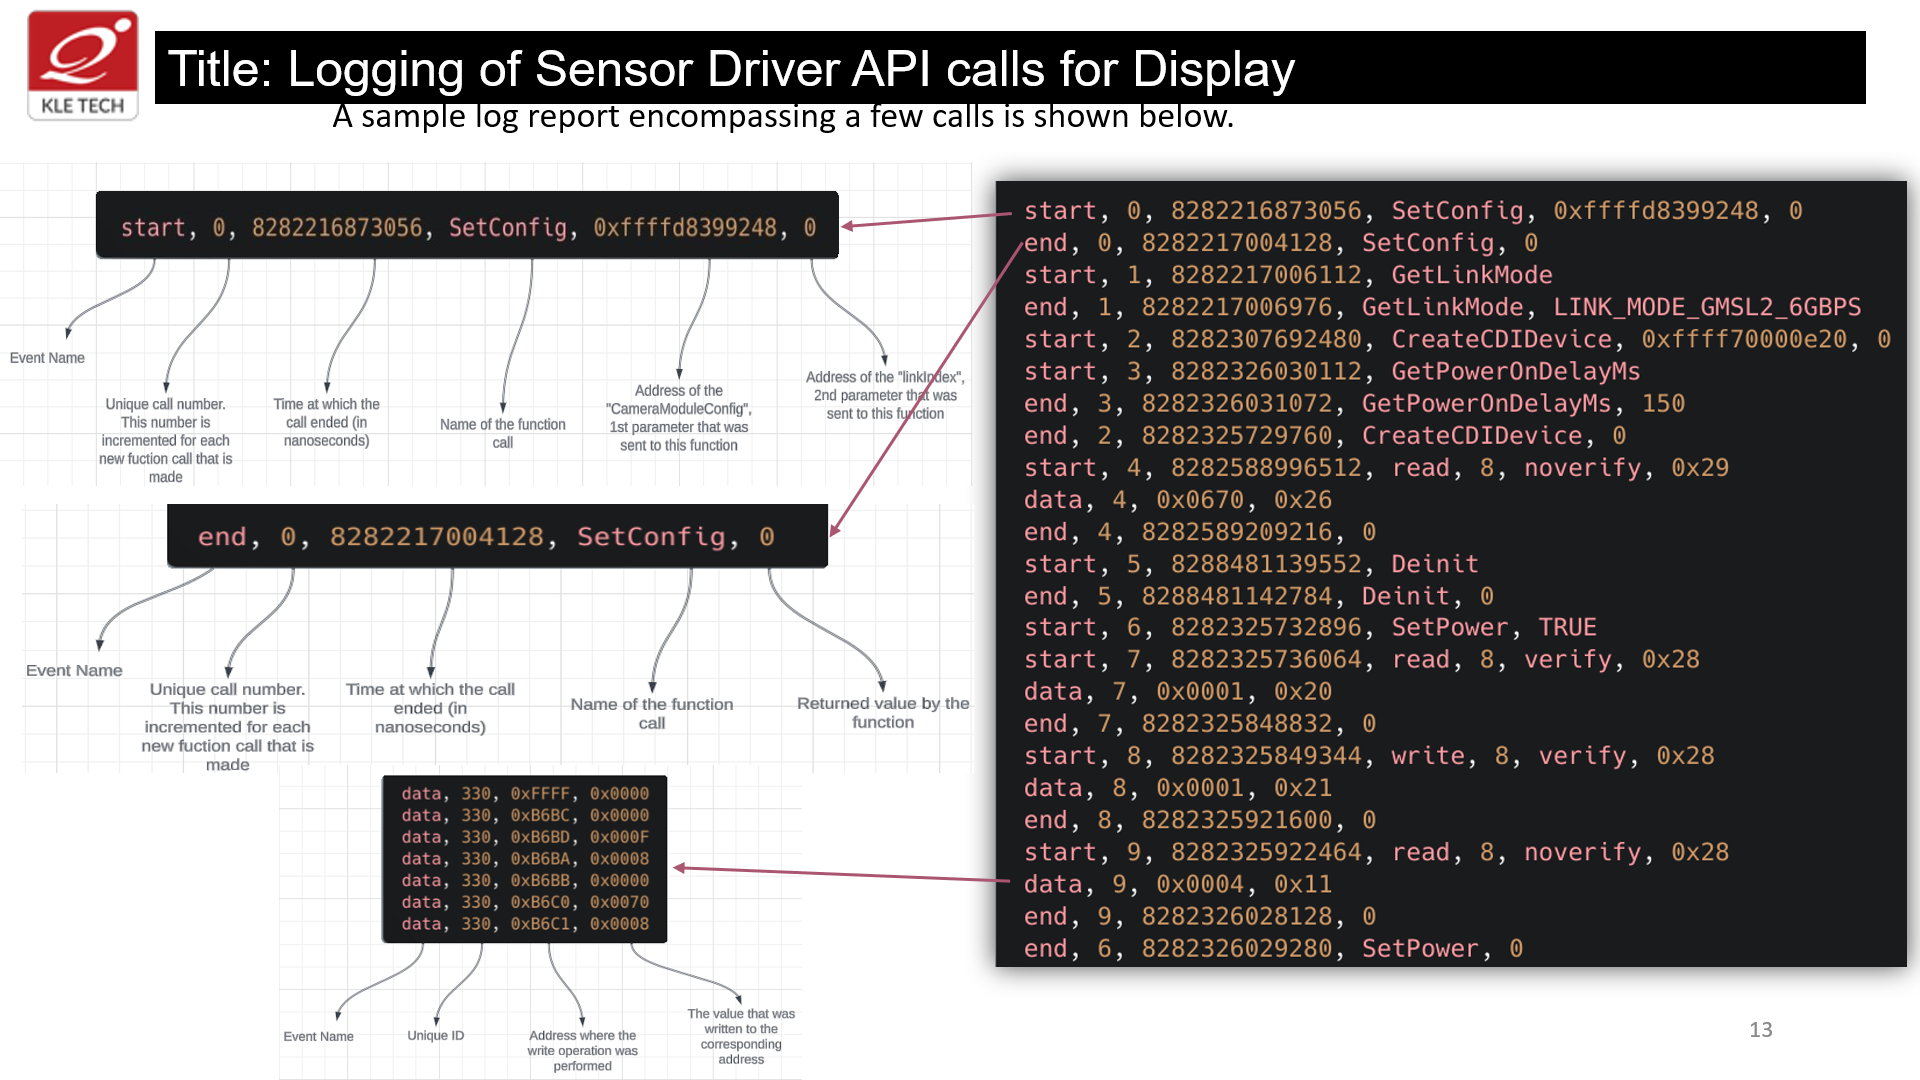 KLE TECH
Title: Logging of Sensor Driver API calls for Display
A sample log report encompassing a few calls is shown below.
start, 0, 8282216873056, SetConfig, 0xffffd8399248, 0
Event Name
Unique call number.
This number is
incremented for each
new fuction call that is
made
Time at which the
call ended (in
nanoseconds)
Name of the function
call
Address of the
"CameraModuleConfig",
1st parameter that was
sent to this function
Address of the "linkIndex",
2nd parameter that was
sent to this function
end, 0, 8282217004128, SetConfig, 0
Event Name
Unique call number.
This number is
incremented for each
new fuction call that is
made
Time at which the call
ended (in
nanoseconds)
Name of the function
call
Returned value by the
function
data, 330, 0xFFFF, 0x0000
data, 330, 0xB6BC, 0x0000
data, 330, 0xB6BD, 0x000F
data, 330, 0xB6BA, 0x0008
data, 330, 0xB6BB, 0x0000
data, 330, 0xB6C0, 0x0070
data, 330, 0xB6C1, 0x0008
Event Name
Unique ID
Address where the
write operation was
performed
The value that was
written to the
corresponding
address
start, 0, 8282216873056, SetConfig, 0xffffd8399248, 0
end, 0, 8282217004128, SetConfig, 0
start, 1, 8282217006112, GetLinkMode
end, 1, 8282217006976, GetLinkMode, LINK_MODE_GMSL2_6GBPS
start, 2, 8282307692480, CreateCDIDevice, 0xffff70000e20, 0
start, 3, 8282326030112, GetPowerOnDelayMs
end, 3, 8282326031072, GetPowerOnDelayMs, 150
end, 2, 8282325729760, CreateCDIDevice, 0
start, 4, 8282588996512, read, 8, noverify, 0x29
data, 4, 0x0670, 0x26
end, 4, 8282589209216, 0
start, 5, 8288481139552, Deinit
end, 5, 8288481142784, Deinit, 0
start, 6, 8282325732896, SetPower, TRUE
start, 7, 8282325736064, read, 8, verify, 0x28
data, 7, 0x0001, 0x20
end, 7, 8282325848832, 0
start, 8, 8282325849344, write, 8, verify, 0x28
data, 8, 0x0001, 0x21
end, 8, 8282325921600, 0
start, 9, 8282325922464, read, 8, noverify, 0x28
data, 9, 0x0004, 0x11
end, 9, 8282326028128, 0
end, 6, 8282326029280, SetPower, 0
13